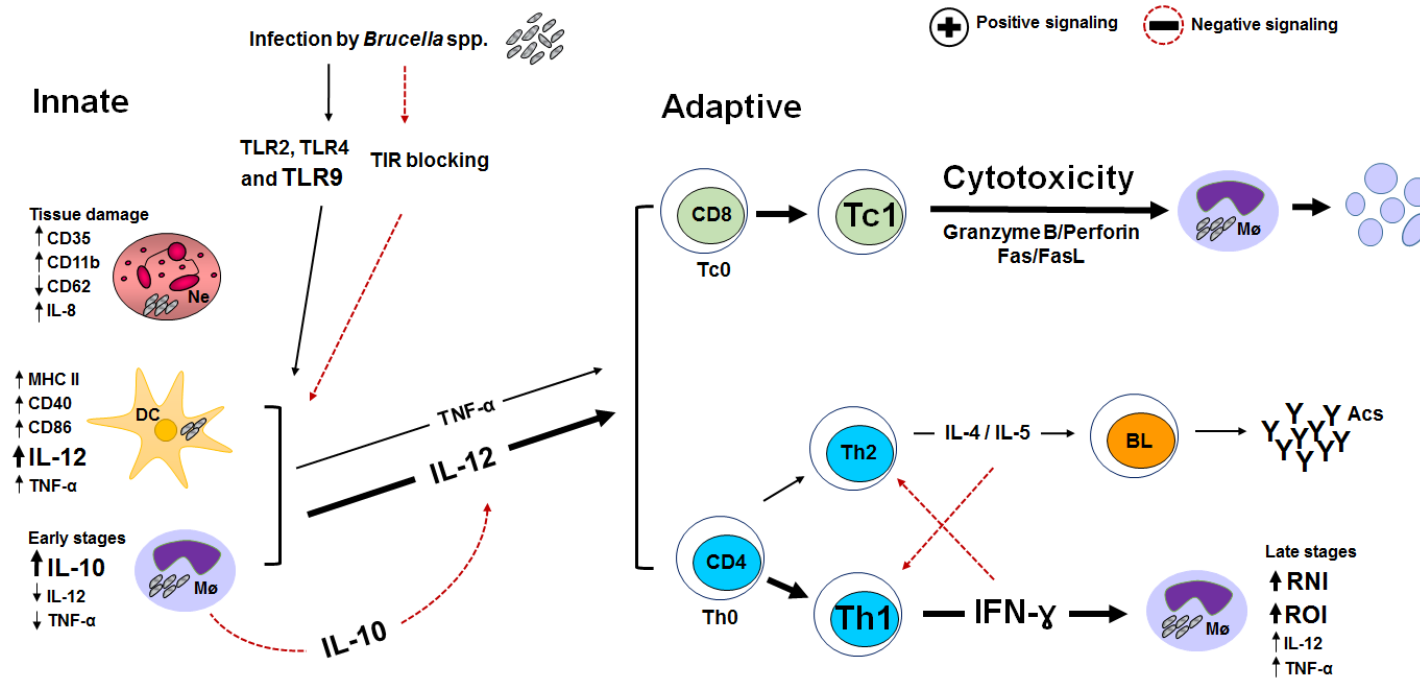 Infection by Brucella spp.
Positive signaling
Negative signaling
Innate
Adaptive
TLR2, TLR4
and TLR9
TIR blocking
Tissue damage
↑ CD35
↑ CD11b
↓ CD62
↑ IL-8
Ne
CD8
Tc0
Tc1
Cytotoxicity
Granzyme B/Perforin
Fas/FasL
Mø
↑ MHC II
↑ CD40
↑ CD86
↑ IL-12
↑ TNF-α
DC
TNF-α
IL-12
Th2
IL-4 / IL-5
BL
Y Y Y Y Y Y Y Y Y Acs
Early stages
↑ IL-10
↓ IL-12
↓ TNF-α
Mø
IL-10
CD4
Th0
Th1
IFN-ɣ
Mø
Late stages
↑ RNI
↑ ROI
↑ IL-12
↑ TNF-α